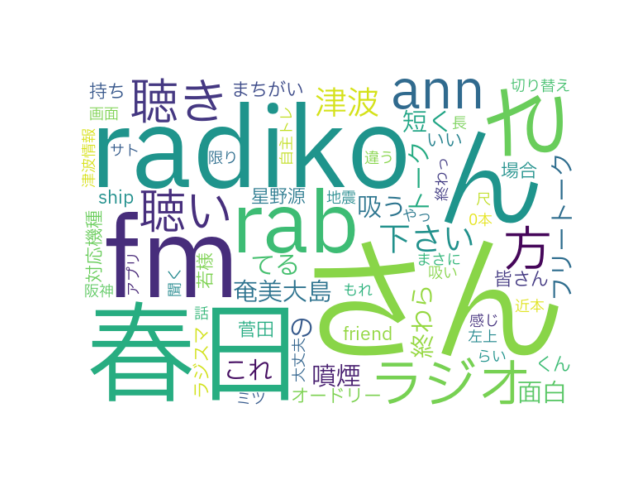 持ち
聴き
まちがい
津波
ann
切り替え
画面
短く
長
せ
津波情報
サト
radiko
限り
自主トレ
トーク
違う
いい
終わっ
場合
フリートーク
ん
ship
聴い
星野源
地震
吸う
やっ
尺
0本
fm
rab
下さい
方
対応機種
阪神
アプリ
聞く
若様
てる
奄美大島
もれ
さん
まさに
吸い
皆さん
近本
春日
話
ラジスマ
菅田
の
大丈夫
friend
終わら
感じ
左上
らい
これ
噴煙
ラジオ
くん
ミツ
オードリー
面白